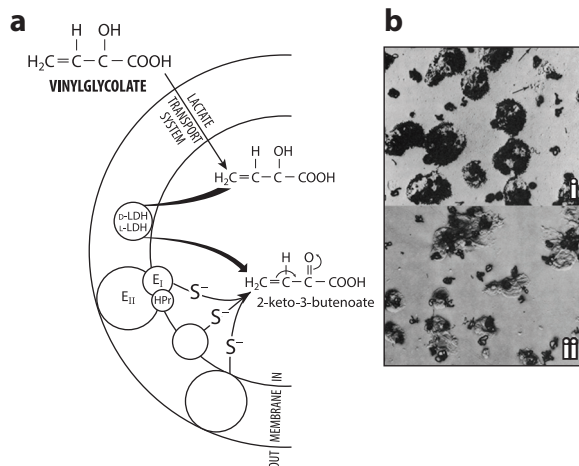 a
b
H OH
H₂C=C – C – COOH
VINYLGLYCOLATE
LACTATE
TRANSPORT
SYSTEM
H OH
H₂C=C – C – COOH
D-LDH
L-LDH
H O
H₂C=C – C – COOH
2-keto-3-butenoate
EI
EII
HPr
S⁻
S⁻
S⁻
OUT MEMBRANE IN
i
ii